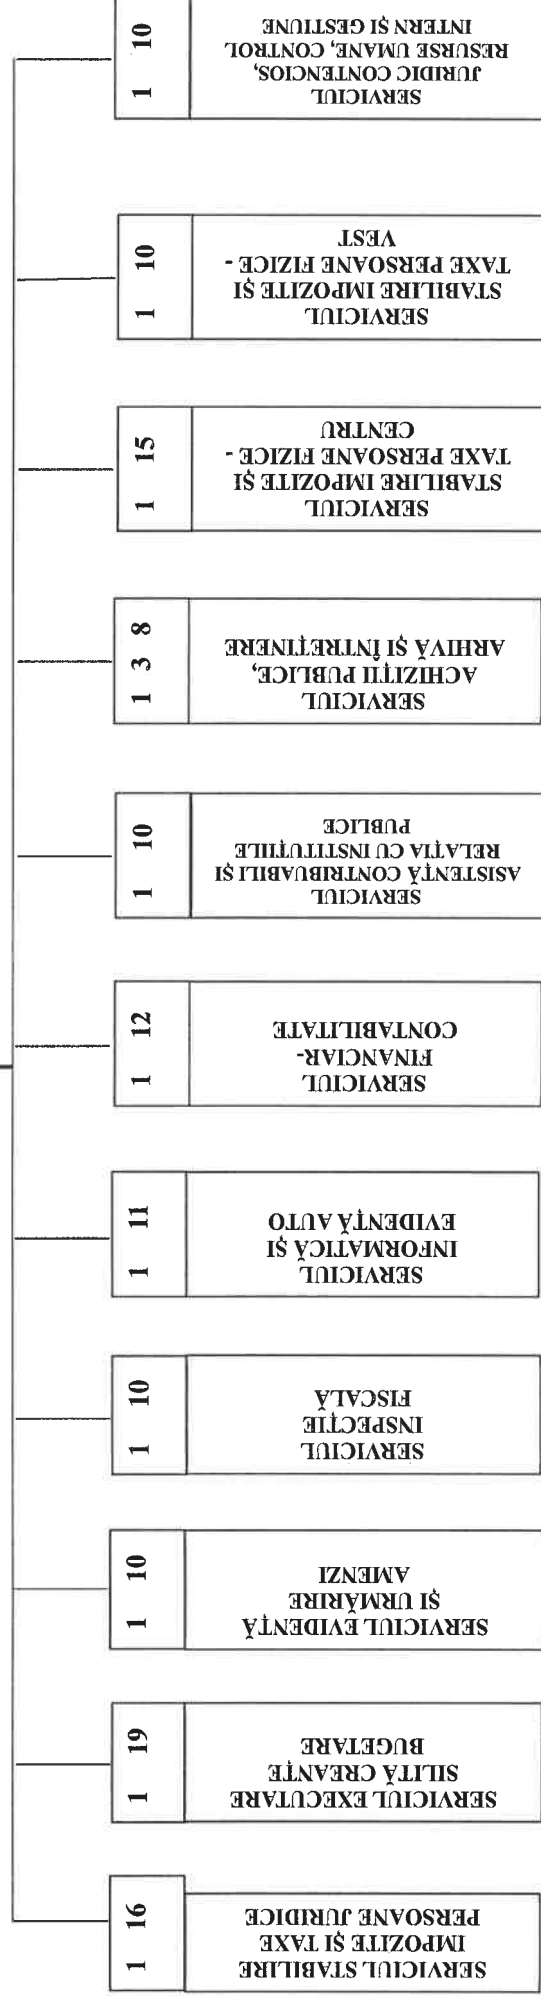 1 16
SERVICIUL STABILIRE
IMPOZITE ȘI TAXE
PERSOANE JURIDICE
1 19
SERVICIUL EXECUTARE
SILITĂ CREANȚE
BUGETARE
1 10
SERVICIUL EVIDENȚĂ
ȘI URMĂRIRE
AMENZI
1 10
SERVICIUL
INSPECȚIE
FISCALĂ
1 11
SERVICIUL
INFORMATICĂ ȘI
EVIDENȚĂ AUTO
1 12
SERVICIUL
FINANCIAR-
CONTABILITATE
1 10
SERVICIUL
ASISTENȚĂ CONTRIBUABILI ȘI
RELAȚIA CU INSTITUȚIILE
PUBLICE
1 3 8
SERVICIUL
ACHIZIȚII PUBLICE,
ARHIVĂ ȘI ÎNTREȚINERE
1 15
SERVICIUL
STABILIRE IMPOZITE ȘI
TAXE PERSOANE FIZICE -
CENTRU
1 10
SERVICIUL
STABILIRE IMPOZITE ȘI
TAXE PERSOANE FIZICE -
VEST
1 10
SERVICIUL
JURIDIC CONTENCIOS,
RESURSE UMANE, CONTROL
INTERN ȘI GESTIUNE